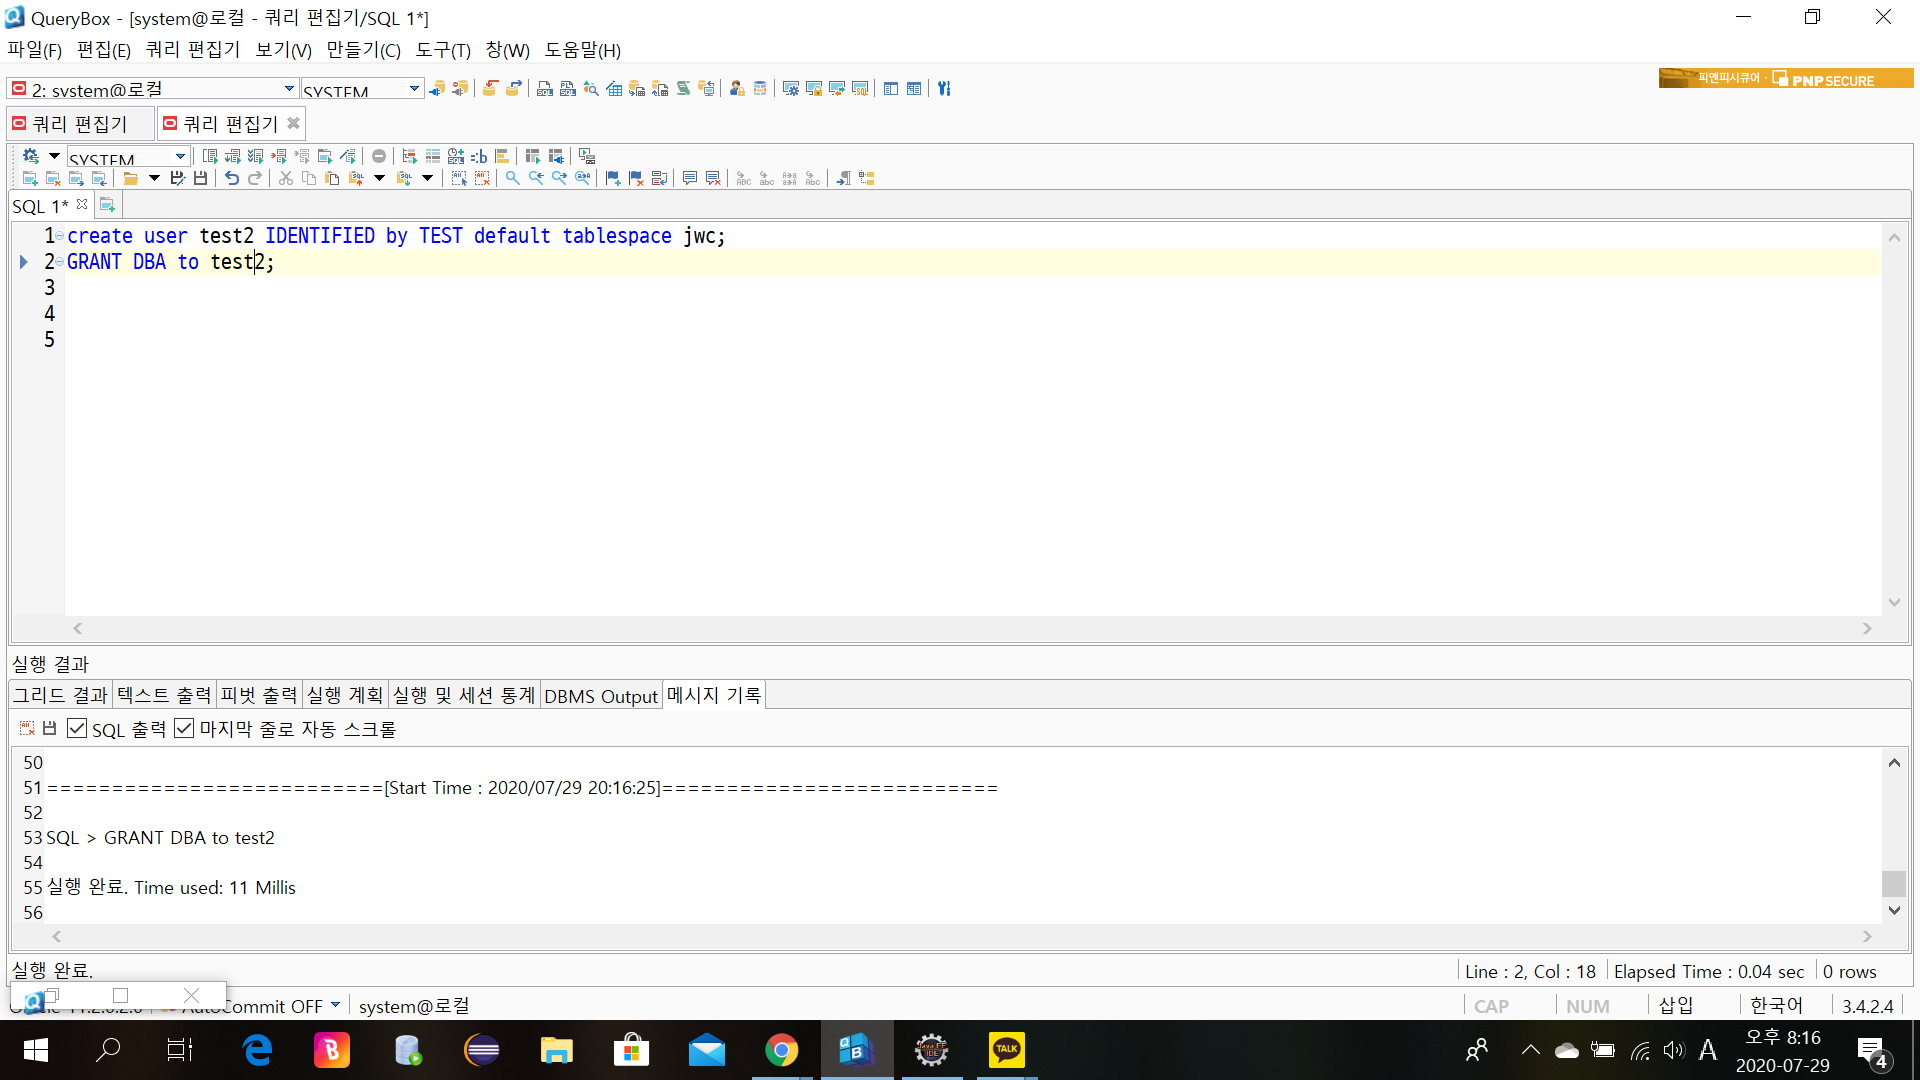 QueryBox - [system@로컬 - 쿼리 편집기/SQL 1*]
파일(F) 편집(E) 쿼리 편집기 보기(V) 만들기(C) 도구(T) 창(W) 도움말(H)
2: system@로컬 SYSTEM
피앤피시큐어 · PNP SECURE
쿼리 편집기 쿼리 편집기
SYSTEM
SQL 1*
1 create user test2 IDENTIFIED by TEST default tablespace jwc;
2 GRANT DBA to test2;
3
4
5
실행 결과
그리드 결과 텍스트 출력 피벗 출력 실행 계획 실행 및 세션 통계 DBMS Output 메시지 기록
SQL 출력 마지막 줄로 자동 스크롤
50
51 ==========================[Start Time : 2020/07/29 20:16:25]==========================
52
53 SQL > GRANT DBA to test2
54
55 실행 완료. Time used: 11 Millis
56
실행 완료. Line : 2, Col : 18 Elapsed Time : 0.04 sec 0 rows
AutoCommit OFF system@로컬 CAP NUM 삽입 한국어 3.4.2.4
TALK
A
오후 8:16
2020-07-29
4